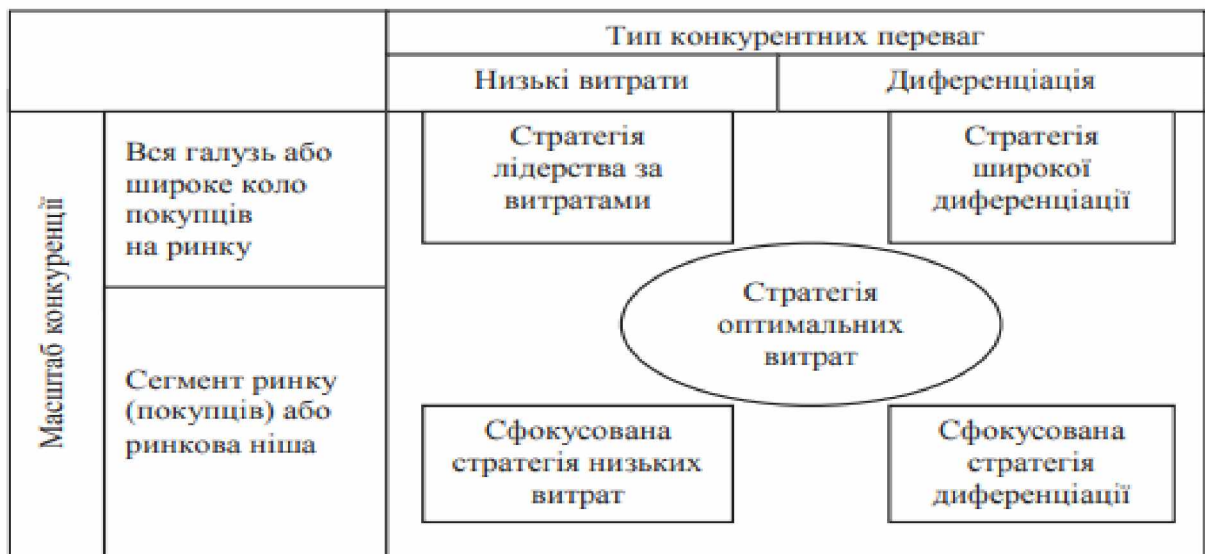 Тип конкурентних переваг
Низькі витрати
Диференціація
Масштаб конкуренції
Вся галузь або
широке коло
покупців
на ринку
Стратегія
лідерства за
витратами
Стратегія
широкої
диференціації
Стратегія
оптимальних
витрат
Сегмент ринку
(покупців) або
ринкова ніша
Сфокусована
стратегія низьких
витрат
Сфокусована
стратегія
диференціації